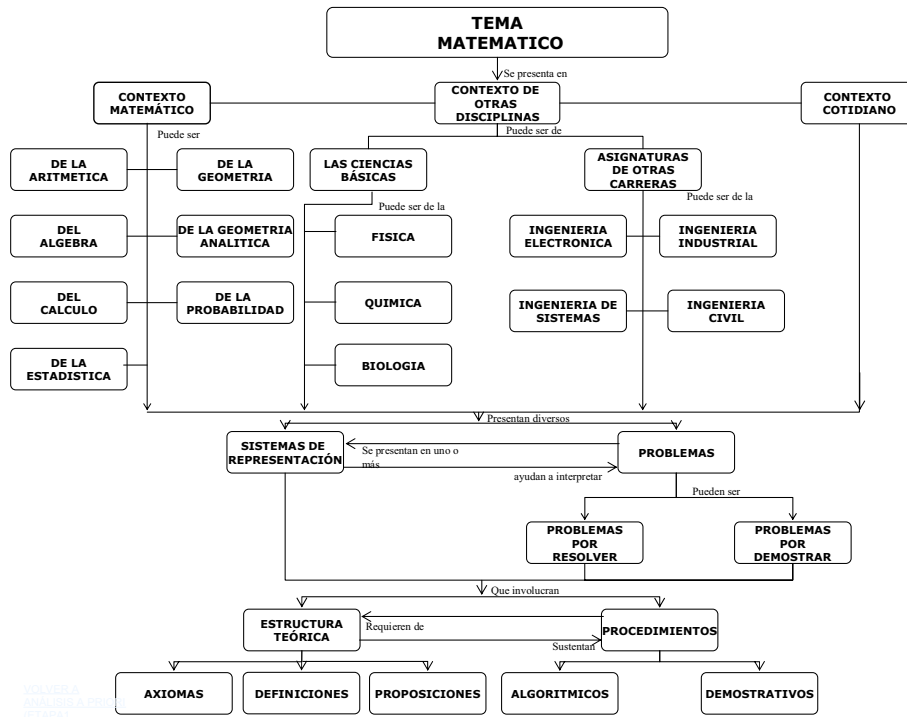 TEMA
MATEMATICO
Se presenta en
CONTEXTO
MATEMÁTICO
CONTEXTO DE
OTRAS
DISCIPLINAS
CONTEXTO
COTIDIANO
Puede ser
Puede ser de
DE LA
ARITMETICA
DE LA
GEOMETRIA
LAS CIENCIAS
BÁSICAS
ASIGNATURAS
DE OTRAS
CARRERAS
Puede ser de la
Puede ser de la
DEL
ALGEBRA
DE LA GEOMETRIA
ANALITICA
FISICA
INGENIERIA
ELECTRONICA
INGENIERIA
INDUSTRIAL
DEL
CALCULO
DE LA
PROBABILIDAD
QUIMICA
INGENIERIA DE
SISTEMAS
INGENIERIA
CIVIL
DE LA
ESTADISTICA
BIOLOGIA
Presentan diversos
SISTEMAS DE
REPRESENTACIÓN
Se presentan en uno o
más
PROBLEMAS
ayudan a interpretar
Pueden ser
PROBLEMAS
POR
RESOLVER
PROBLEMAS
POR
DEMOSTRAR
Que involucran
ESTRUCTURA
TEÓRICA
Requieren de
PROCEDIMIENTOS
Sustentan
AXIOMAS
DEFINICIONES
PROPOSICIONES
ALGORITMICOS
DEMOSTRATIVOS
VOLVER A
ANALISIS A PRIORI